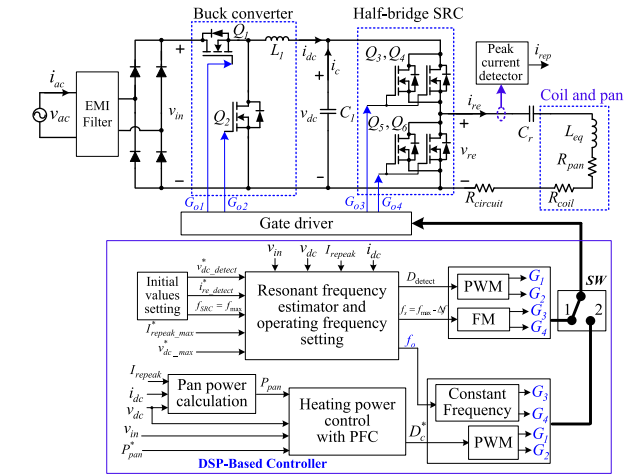 Buck converter
Half-bridge SRC
Q1
L1
idc
ic
Q3, Q4
Peak
current
detector
irep
Coil and pan
iac
vac
EMI
Filter
vin
Q2
vdc
C1
Q5, Q6
ire
vre
Cr
Leq
Rpan
Rcircuit
Rcoil
Go1
Go2
Go3
Go4
Gate driver
vin
vdc
Irepeak
idc
SW
1
2
Initial
values
setting
v*dc_detect
i*re_detect
fSRC = fmax
I*repeak_max
v*dc_max
Resonant frequency
estimator and
operating frequency
setting
Ddetect
fs = fmax - Δf
fo
PWM
G1
G2
FM
G3
G4
Irepeak
idc
vdc
vin
P*pan
Pan power
calculation
Ppan
Heating power
control
with PFC
D*c
Constant
Frequency
G3
G4
PWM
G1
G2
DSP-Based Controller